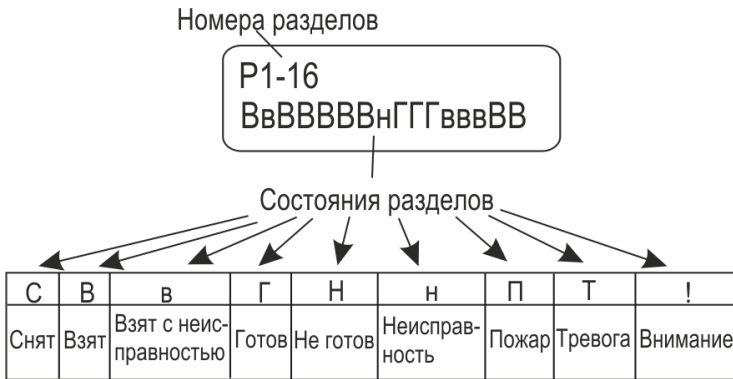 Номера разделов
Р1-16
ВвВВВВВВнГГГвввВВ
Состояния разделов
С В в Г Н н П Т !
Снят Взят Взят с неис-правностью Готов Не готов Неисправ-ность Пожар Тревога Внимание